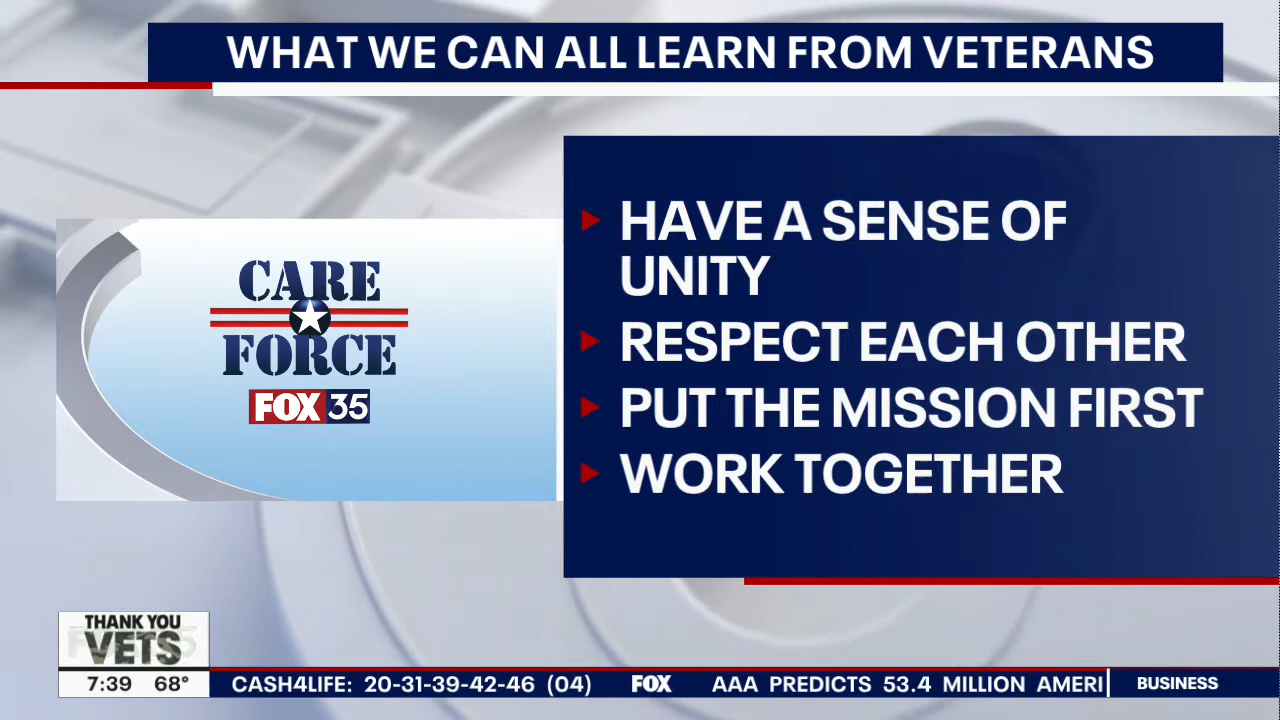 WHAT WE CAN ALL LEARN FROM VETERANS
CARE
FORCE
FOX 35
HAVE A SENSE OF
UNITY
RESPECT EACH OTHER
PUT THE MISSION FIRST
WORK TOGETHER
THANK YOU
VETS
7:39 68°
CASH4LIFE: 20-31-39-42-46 (04) FOX AAA PREDICTS 53.4 MILLION AMERI
BUSINESS